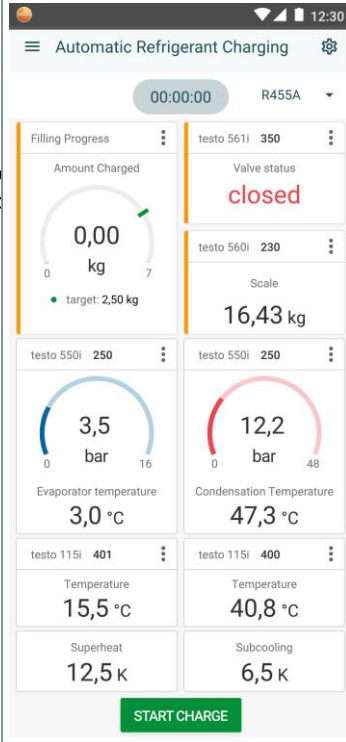 12:30
Automatic Refrigerant Charging
00:00:00 R455A
Filling Progress
Amount Charged
0,00
kg
0 7
target: 2,50 kg
testo 561i 350
Valve status
closed
testo 560i 230
Scale
16,43 kg
testo 550i 250
3,5
bar
0 16
Evaporator temperature
3,0 °C
testo 550i 250
12,2
bar
0 48
Condensation Temperature
47,3 °C
testo 115i 401
Temperature
15,5 °C
testo 115i 400
Temperature
40,8 °C
Superheat
12,5 K
Subcooling
6,5 K
START CHARGE